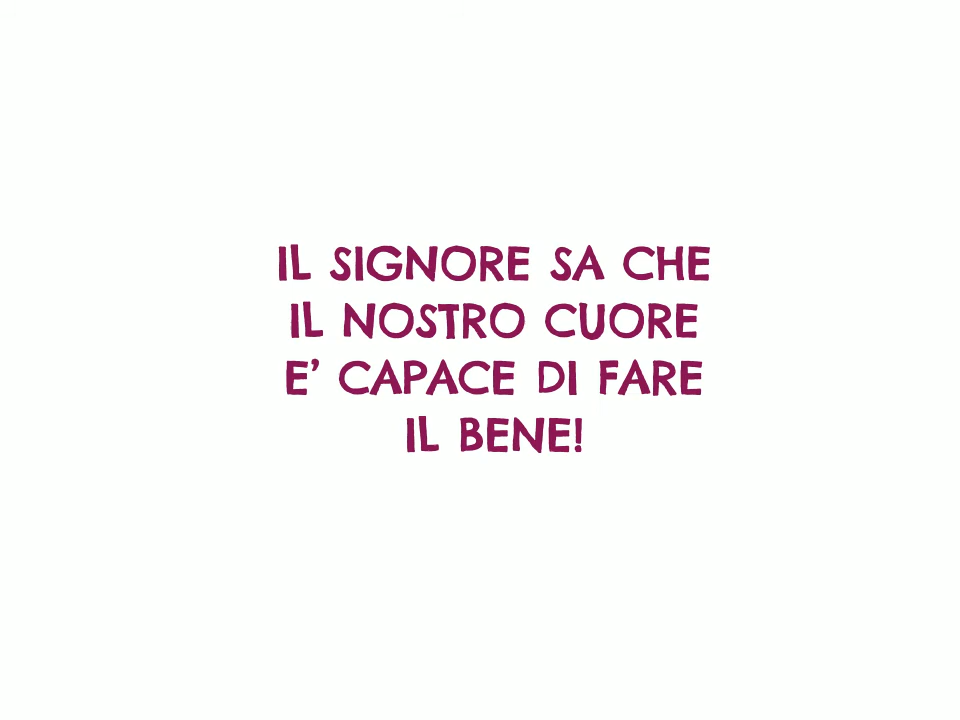 IL SIGNORE SA CHE
IL NOSTRO CUORE
E’ CAPACE DI FARE
IL BENE!